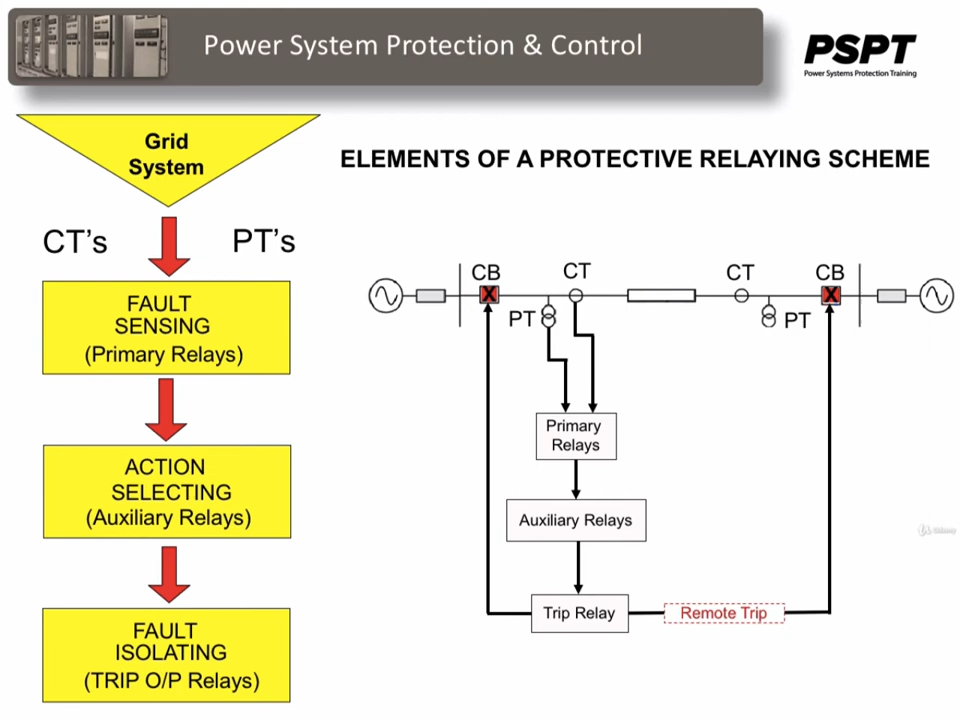 Power System Protection & Control
PSPT
Power Systems Protection Training
Grid
System
ELEMENTS OF A PROTECTIVE RELAYING SCHEME
CT's
PT's
FAULT
SENSING
(Primary Relays)
ACTION
SELECTING
(Auxiliary Relays)
FAULT
ISOLATING
(TRIP O/P Relays)
CB
CT
CT
CB
X
X
PT
PT
Primary
Relays
Auxiliary Relays
Trip Relay
Remote Trip
Udemy